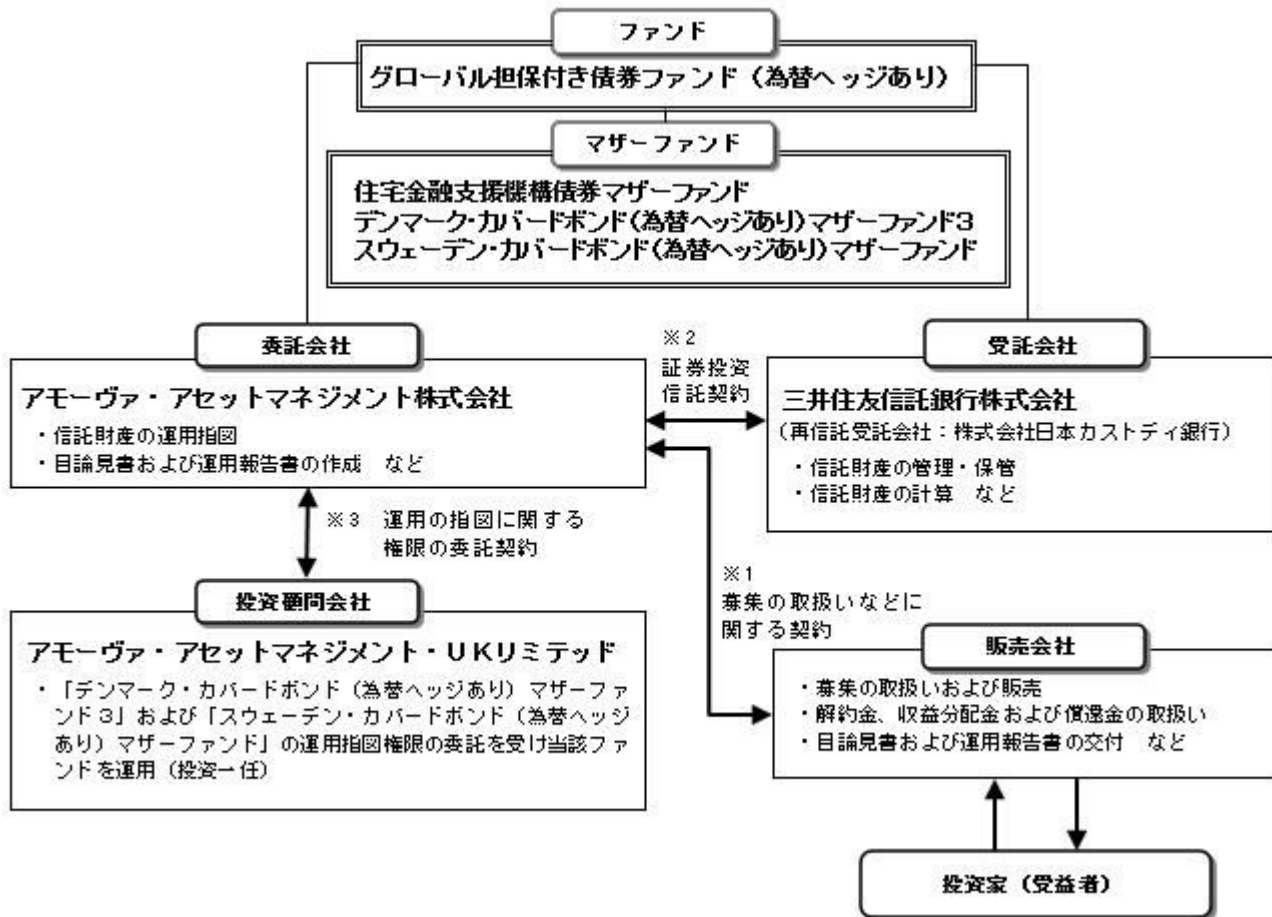 ファンド
グローバル担保付き債券ファンド（為替ヘッジあり）
マザーファンド
住宅金融支援機構債券マザーファンド
デンマーク・カバードボンド（為替ヘッジあり）マザーファンド３
スウェーデン・カバードボンド（為替ヘッジあり）マザーファンド
委託会社
アモーヴァ・アセットマネジメント株式会社
・信託財産の運用指図
・目論見書および運用報告書の作成　など
※２
証券投資
信託契約
受託会社
三井住友信託銀行株式会社
（再信託受託会社：株式会社日本カストディ銀行）
・信託財産の管理・保管
・信託財産の計算　など
※３　運用の指図に関する
権限の委託契約
※１
募集の取扱いなどに
関する契約
投資顧問会社
アモーヴァ・アセットマネジメント・ＵＫリミテッド
・「デンマーク・カバードボンド（為替ヘッジあり）マザーファ
ンド３」および「スウェーデン・カバードボンド（為替ヘッジ
あり）マザーファンド」の運用指図権限の委託を受け当該ファ
ンドを運用（投資一任）
販売会社
・募集の取扱いおよび販売
・解約金、収益分配金および償還金の取扱い
・目論見書および運用報告書の交付　など
投資家（受益者）